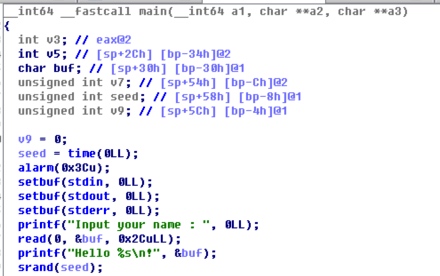 __int64 __fastcall main(__int64 a1, char **a2, char **a3)
{
int v3; // eax@2
int v5; // [sp+2Ch] [bp-34h]@2
char buf; // [sp+30h] [bp-30h]@1
unsigned int v7; // [sp+54h] [bp-Ch]@2
unsigned int seed; // [sp+58h] [bp-8h]@1
unsigned int v9; // [sp+5Ch] [bp-4h]@1
v9 = 0;
seed = time(0LL);
alarm(0x3Cu);
setbuf(stdin, 0LL);
setbuf(stdout, 0LL);
setbuf(stderr, 0LL);
printf("Input your name : ", 0LL);
read(0, &buf, 0x2CuLL);
printf("Hello %s\n!", &buf);
srand(seed);